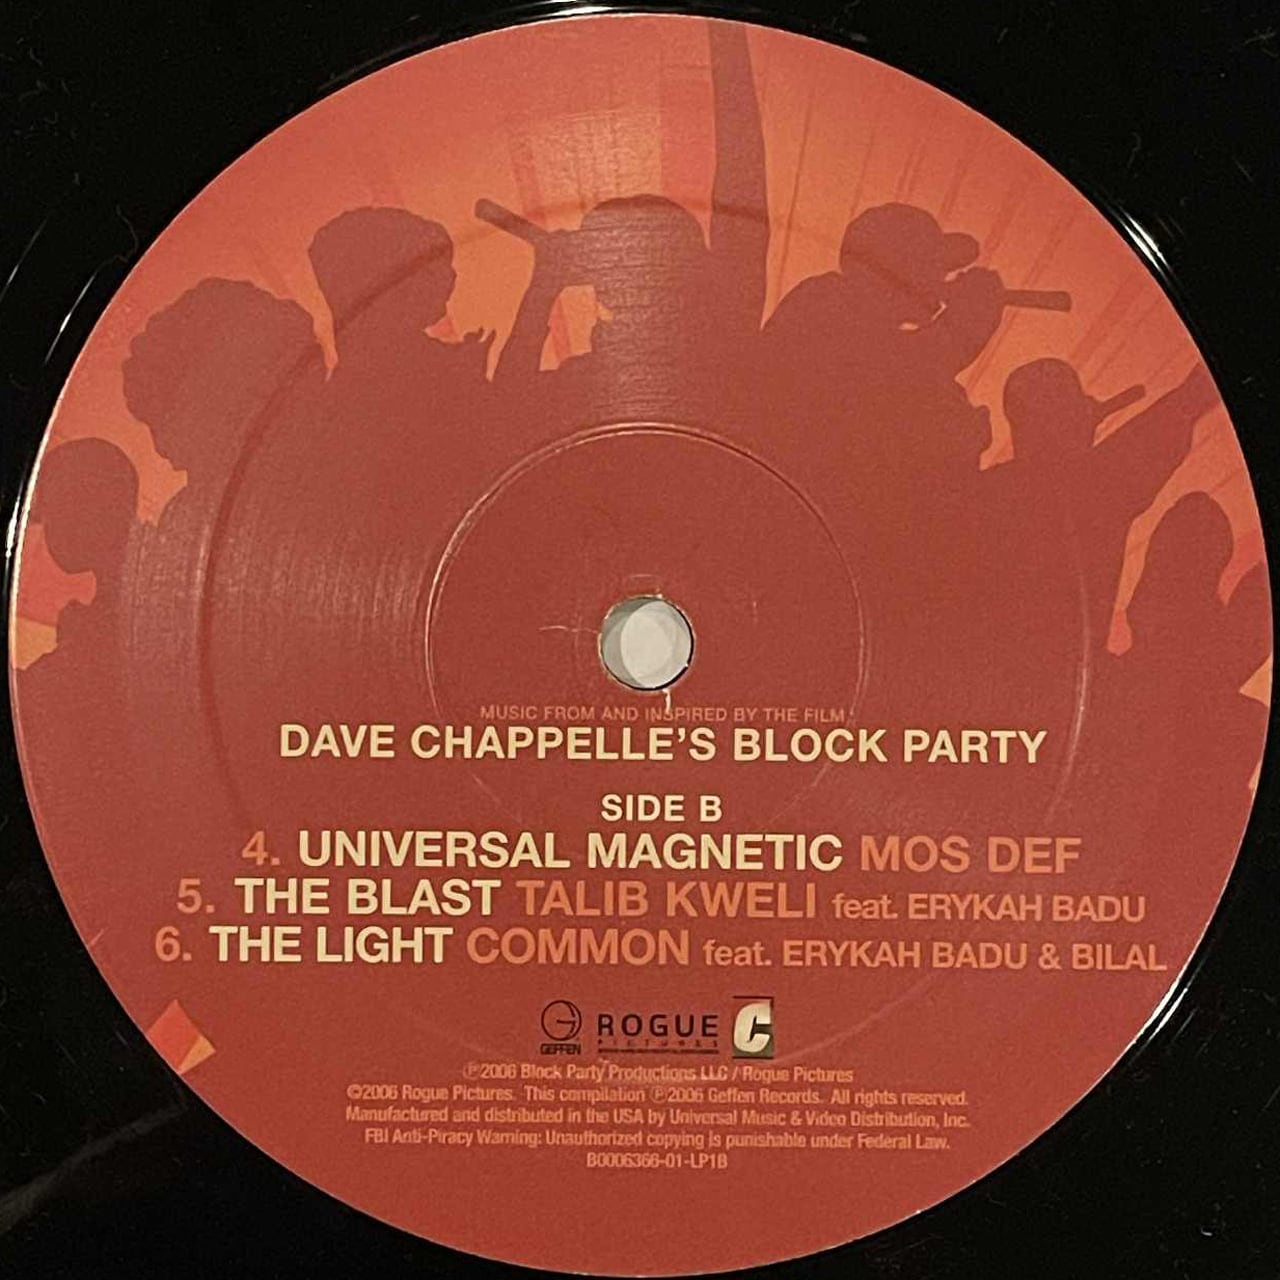 MUSIC FROM AND INSPIRED BY THE FILM
DAVE CHAPPELLE'S BLOCK PARTY
SIDE B
4. UNIVERSAL MAGNETIC MOS DEF
5. THE BLAST TALIB KWELI feat. ERYKAH BADU
6. THE LIGHT COMMON feat. ERYKAH BADU & BILAL
GEFFEN ROGUE C
PICTURES
℗2006 Block Party Productions LLC / Rogue Pictures
©2006 Rogue Pictures. This compilation ℗2006 Geffen Records. All rights reserved.
Manufactured and distributed in the USA by Universal Music & Video Distribution, Inc.
FBI Anti-Piracy Warning: Unauthorized copying is punishable under Federal Law.
B0006366-01-LP1B